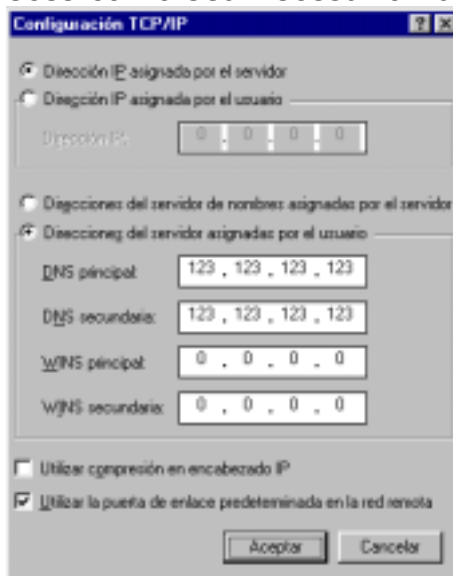 Configuración TCP/IP
Dirección IP asignada por el servidor
Dirección IP asignada por el usuario
Dirección IP:
0 . 0 . 0 . 0
Direcciones del servidor de nombres asignadas por el servidor
Direcciones del servidor asignadas por el usuario
DNS principal: 123 . 123 . 123 . 123
DNS secundaria: 123 . 123 . 123 . 123
WINS principal: 0 . 0 . 0 . 0
WINS secundaria: 0 . 0 . 0 . 0
Utilizar compresión en encabezado IP
Utilizar la puerta de enlace predeterminada en la red remota
Aceptar Cancelar